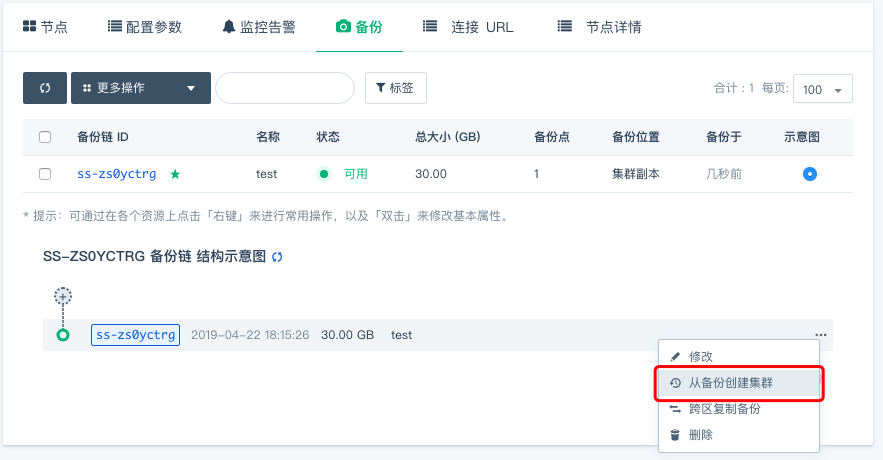 节点 配置参数 监控告警 备份 连接 URL 节点详情
更多操作 标签 合计：1 每页: 100
备份链 ID 名称 状态 总大小 (GB) 备份点 备份位置 备份于 示意图
ss-zs0yctrg test 可用 30.00 1 集群副本 几秒前
* 提示：可通过在各个资源上点击「右键」来进行常用操作，以及「双击」来修改基本属性。
SS-ZS0YCTRG 备份链 结构示意图
ss-zs0yctrg 2019-04-22 18:15:26 30.00 GB test
修改
从备份创建集群
跨区复制备份
删除